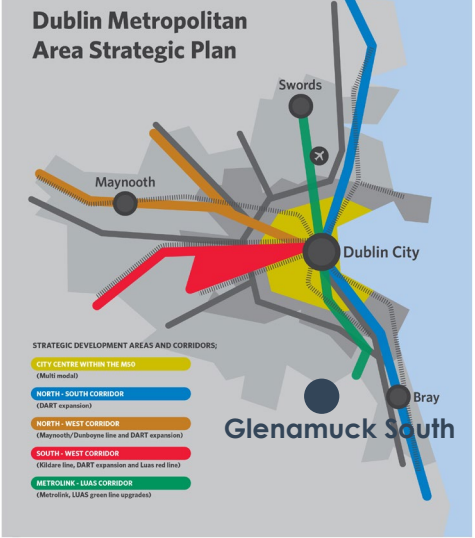 Dublin Metropolitan
Area Strategic Plan
Swords
Maynooth
Dublin City
STRATEGIC DEVELOPMENT AREAS AND CORRIDORS;
CITY CENTRE WITHIN THE M50
(Multi modal)
NORTH - SOUTH CORRIDOR
(DART expansion)
NORTH - WEST CORRIDOR
(Maynooth/Dunboyne line and DART expansion)
SOUTH - WEST CORRIDOR
(Kildare line, DART expansion and Luas red line)
METROLINK - LUAS CORRIDOR
(Metrolink, LUAS green line upgrades)
Bray
Glenamuck South